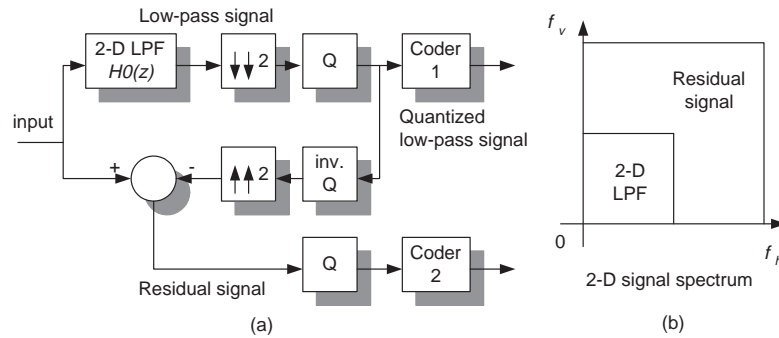 Low-pass signal
2-D LPF
H0(z)
2
Q
Coder
1
input
Quantized
low-pass signal
+
-
2
inv.
Q
Q
Coder
2
Residual signal
(a)
f v
Residual
signal
2-D
LPF
0
f h
2-D signal spectrum
(b)